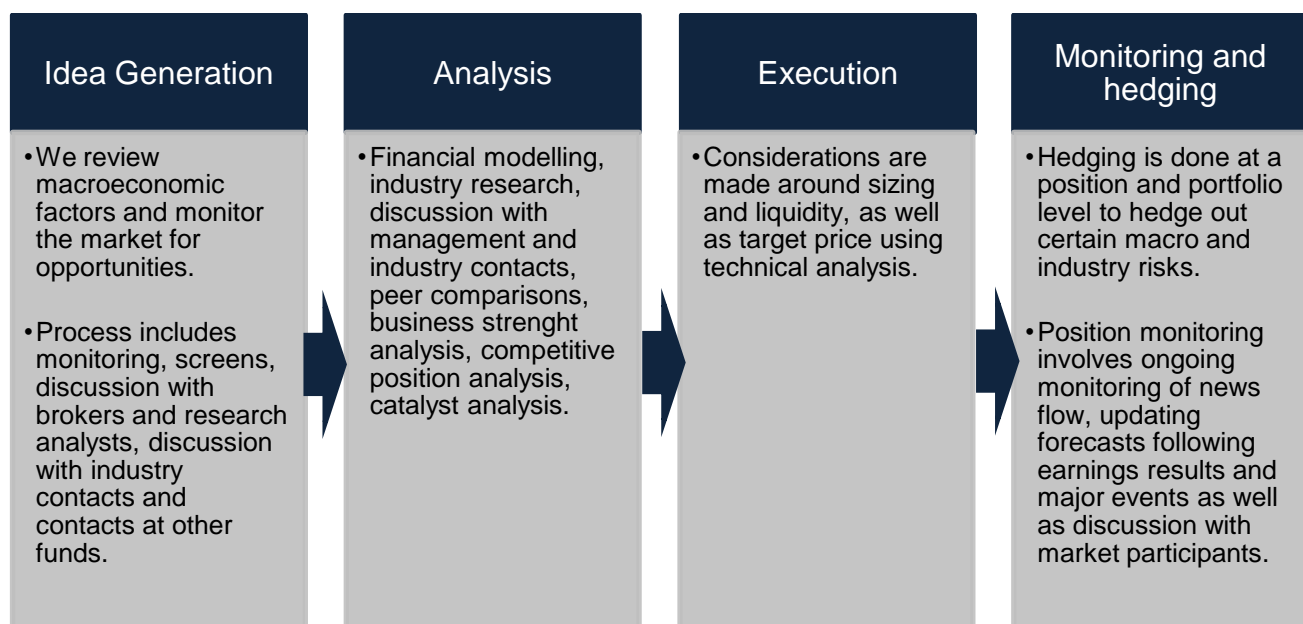 Idea Generation
•We review
macroeconomic
factors and monitor
the market for
opportunities.
•Process includes
monitoring, screens,
discussion with
brokers and research
analysts, discussion
with industry
contacts and
contacts at other
funds.
Analysis
•Financial modelling,
industry research,
discussion with
management and
industry contacts,
peer comparisons,
business strenght
analysis, competitive
position analysis,
catalyst analysis.
Execution
•Considerations are
made around sizing
and liquidity, as well
as target price using
technical analysis.
Monitoring and
hedging
•Hedging is done at a
position and portfolio
level to hedge out
certain macro and
industry risks.
•Position monitoring
involves ongoing
monitoring of news
flow, updating
forecasts following
earnings results and
major events as well
as discussion with
market participants.